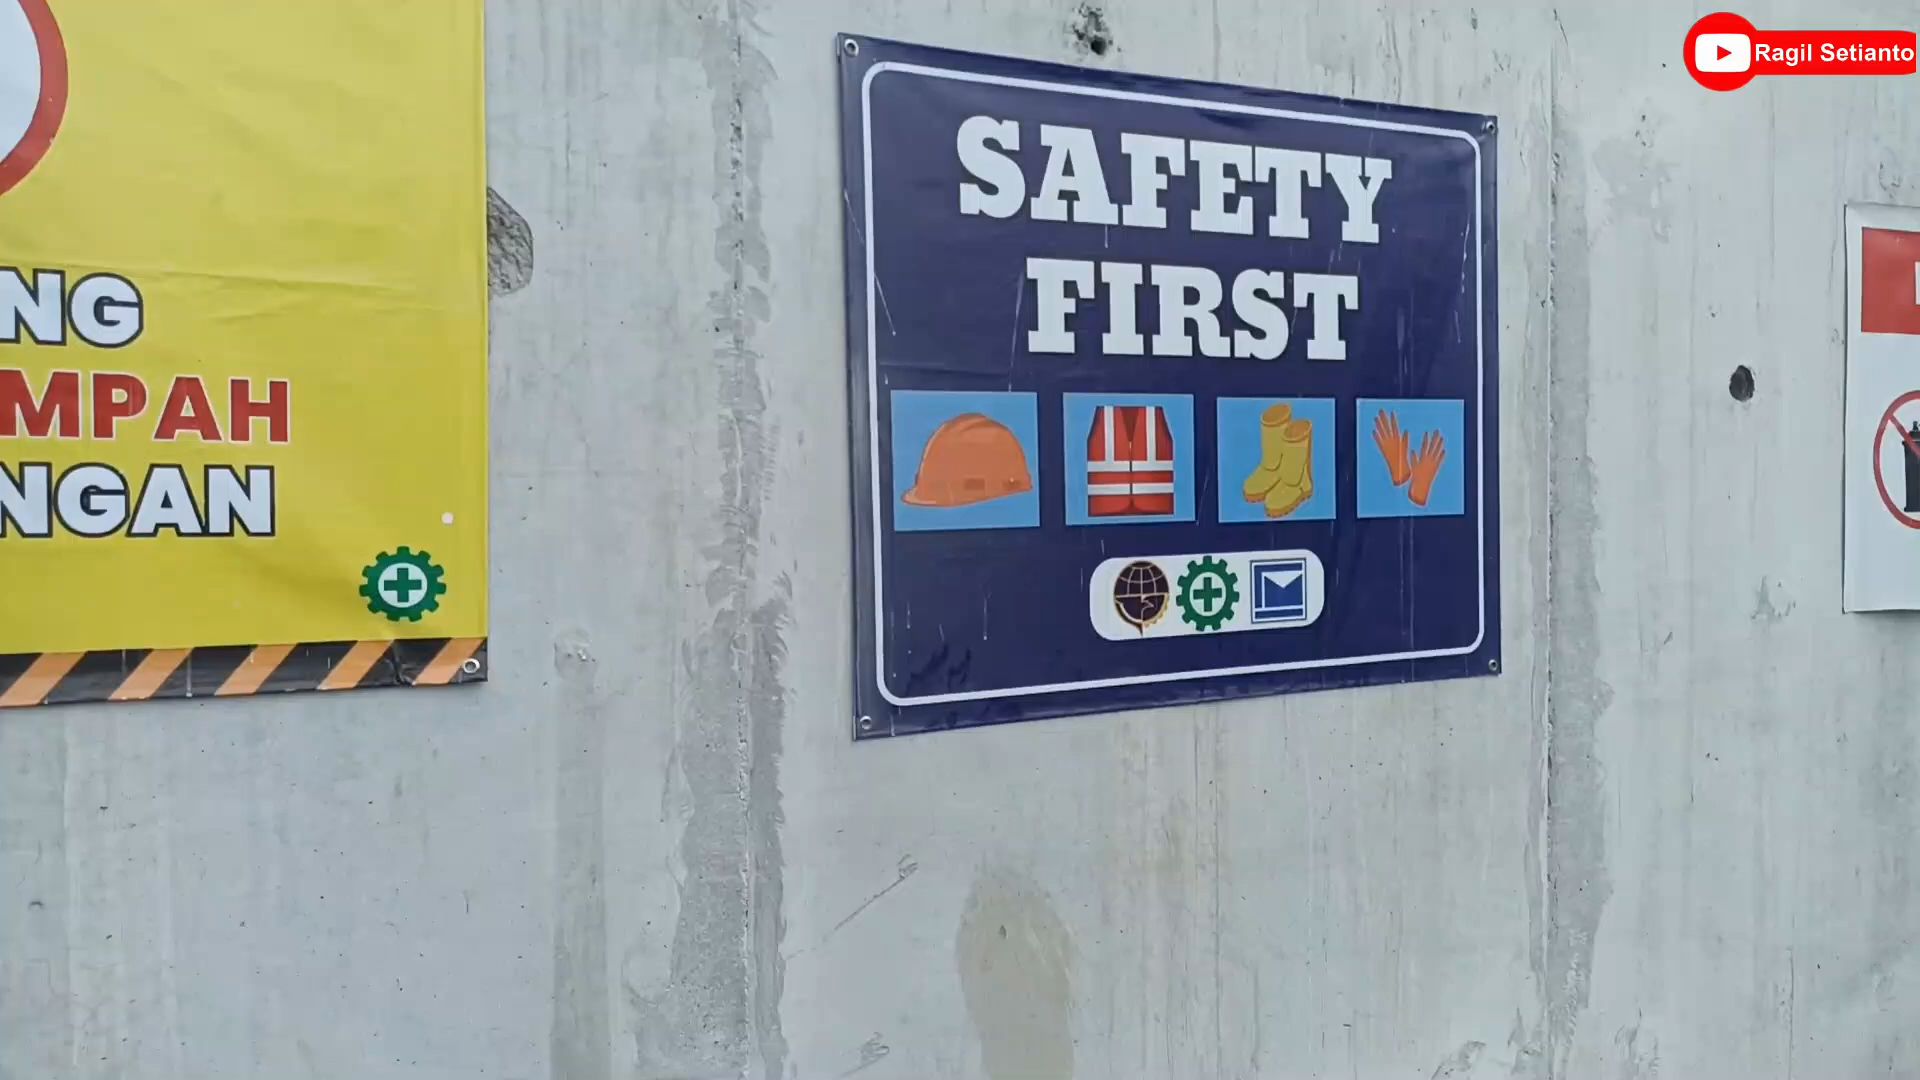 NG
MPAH
NGAN
SAFETY
FIRST
Ragil Setianto